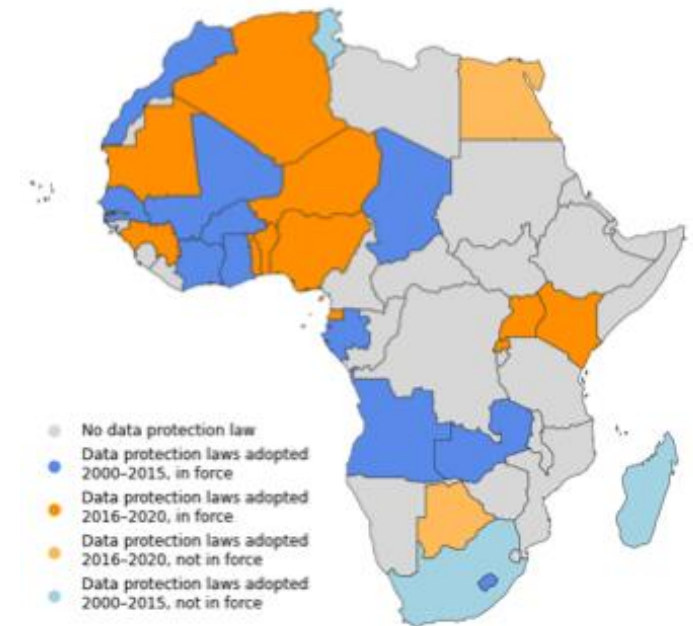 No data protection law
Data protection laws adopted
2000–2015, in force
Data protection laws adopted
2016–2020, in force
Data protection laws adopted
2016–2020, not in force
Data protection laws adopted
2000–2015, not in force